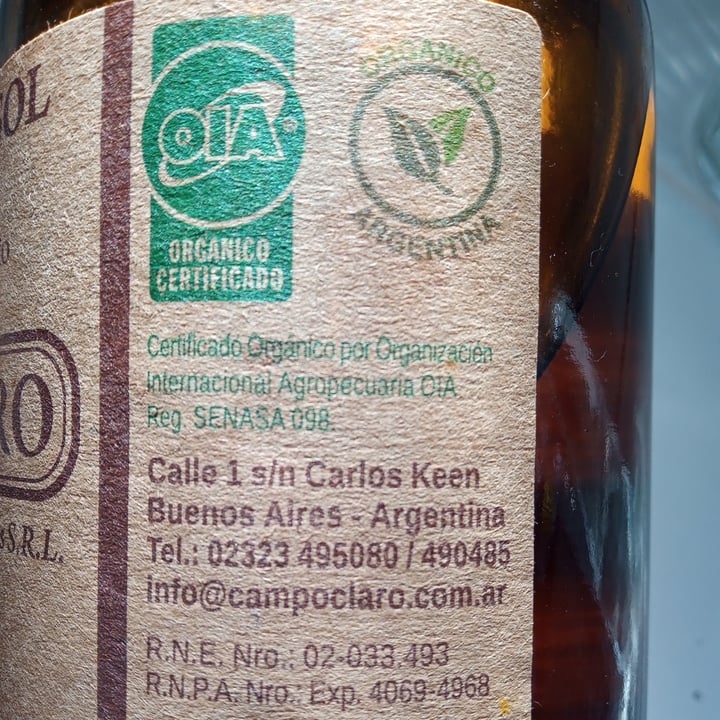 OIA
ORGÁNICO
CERTIFICADO
ORGANICO
ARGENTINA
Certificado Orgánico por Organización
Internacional Agropecuaria OIA
Reg. SENASA 098
Calle 1 s/n Carlos Keen
Buenos Aires - Argentina
Tel.: 02323 495080 / 490485
info@campoclaro.com.ar
R.N.E. Nro.: 02-033.493
R.N.P.A. Nro.: Exp. 4069-4968
S.R.L.